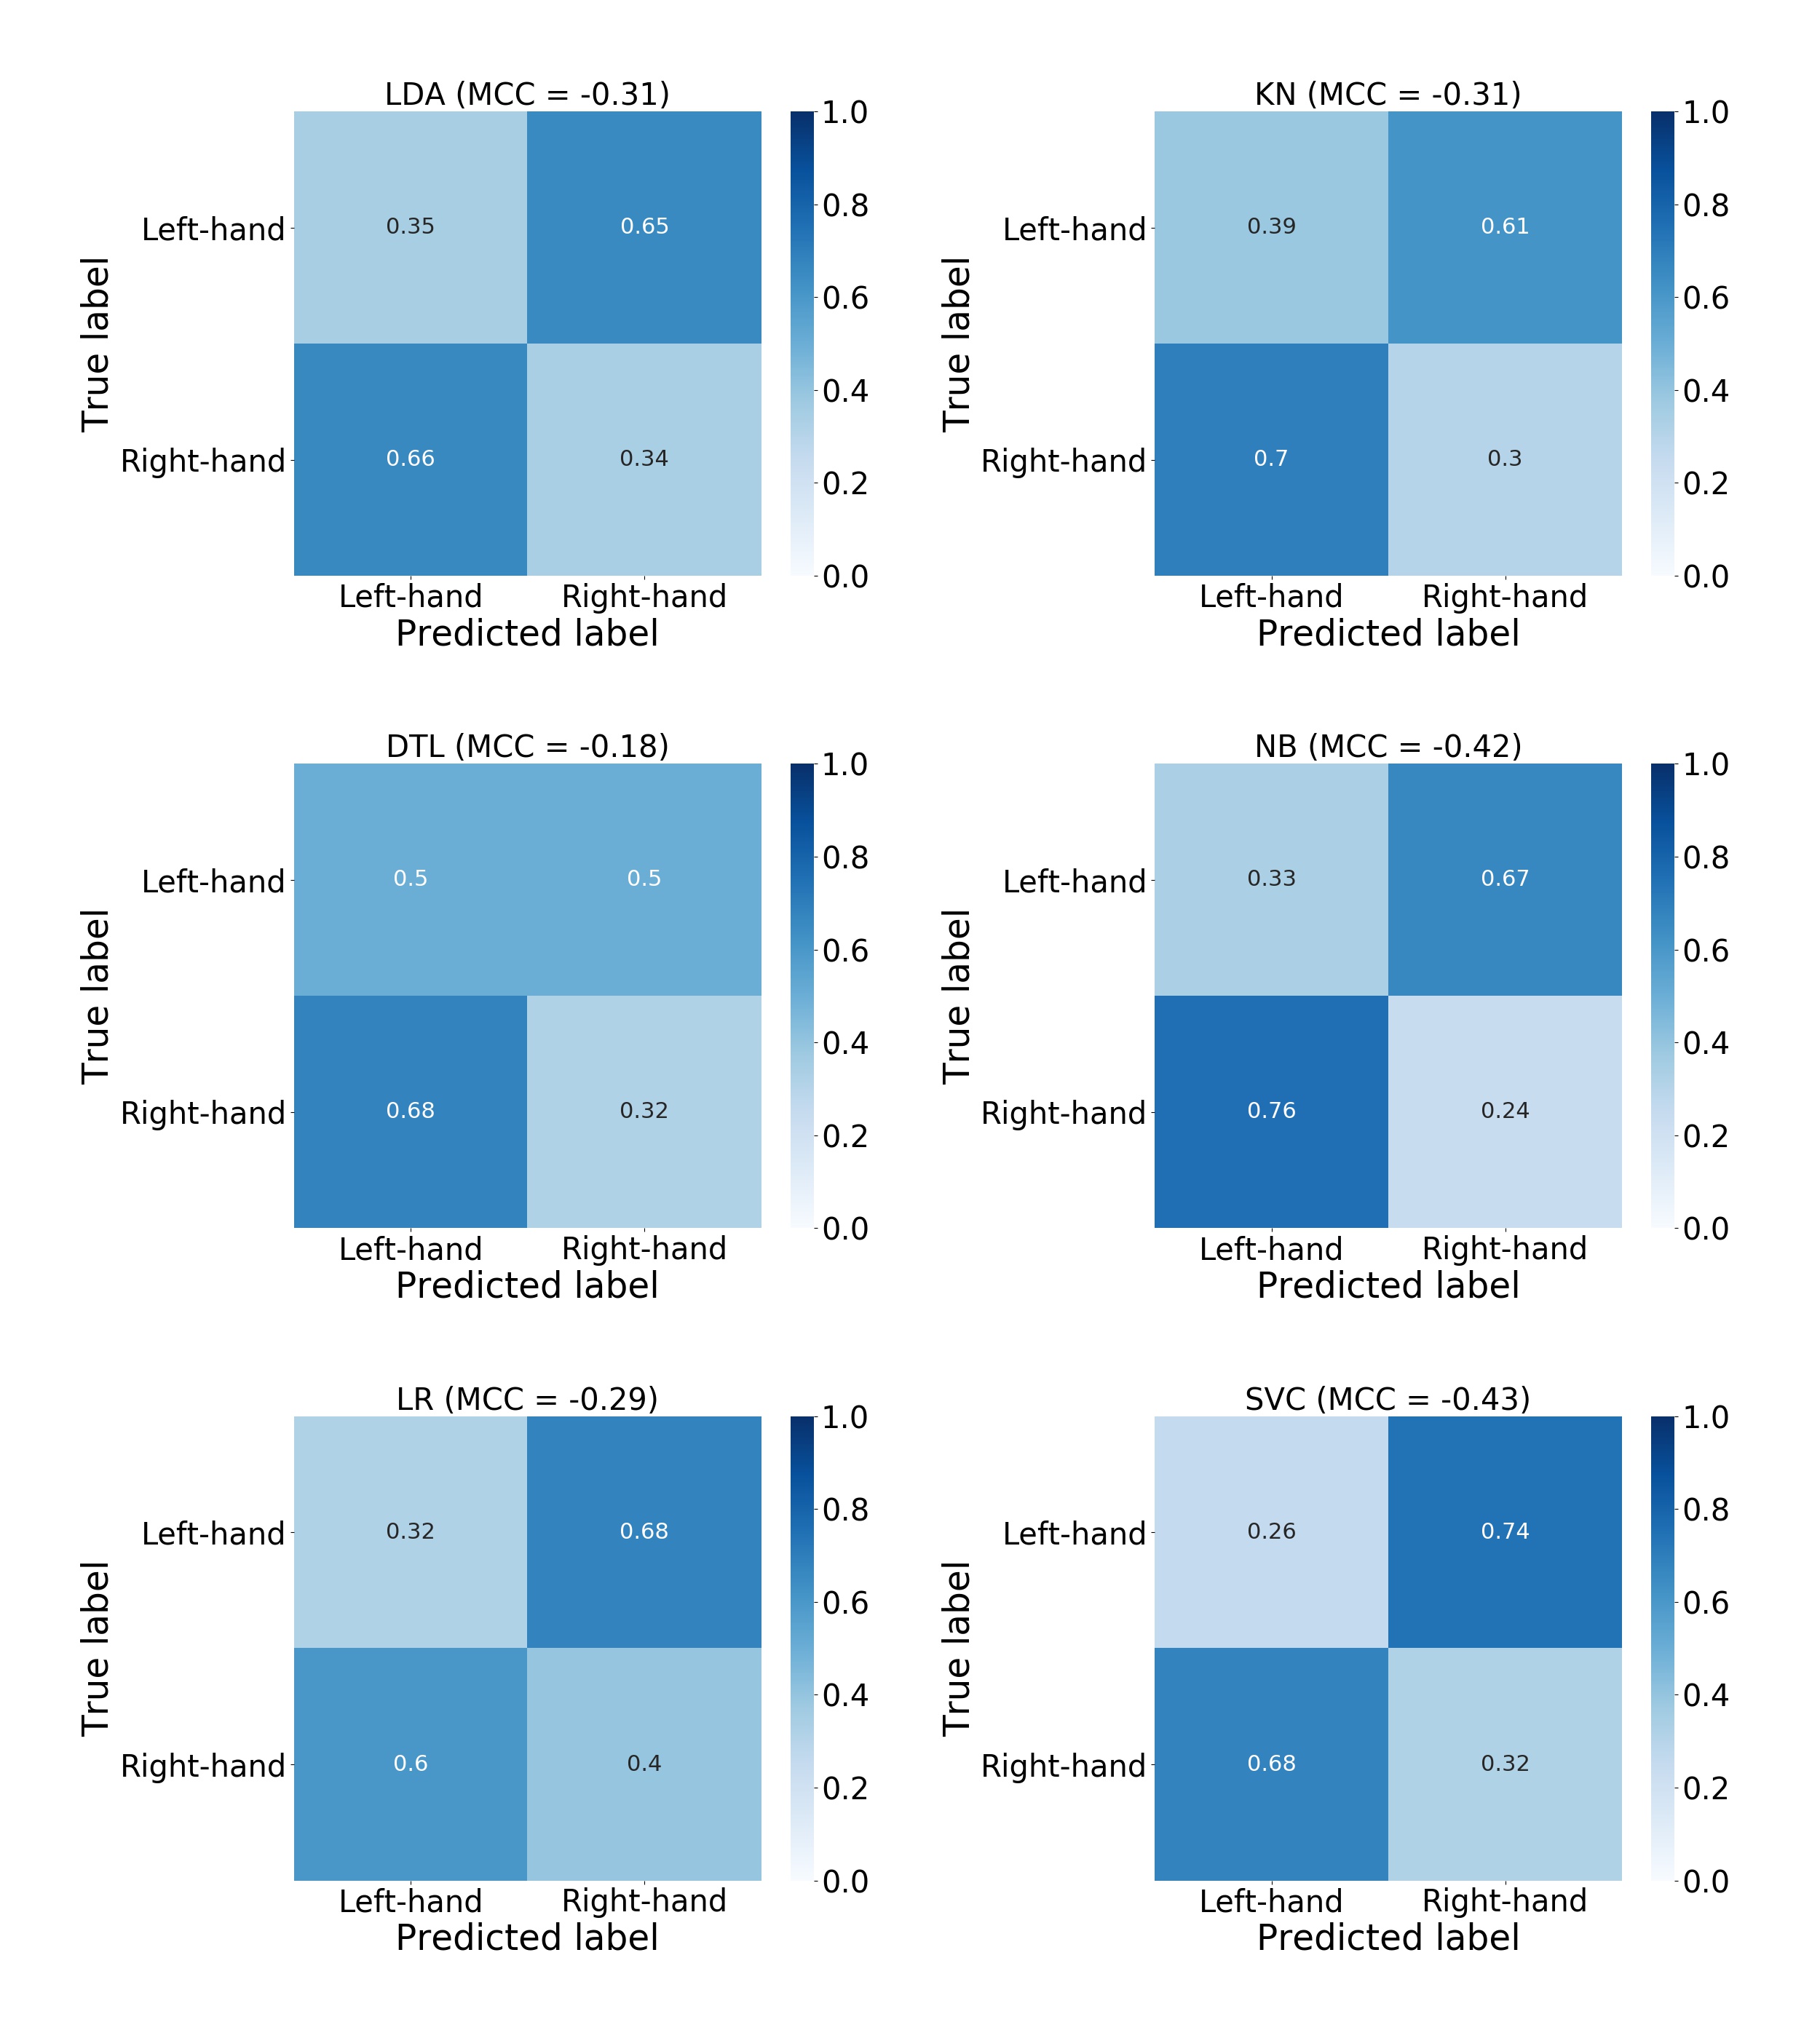 LDA (MCC = -0.31)
1.0
0.8
0.6
0.4
0.2
0.0
True label
Left-hand
0.35 0.65
Right-hand
0.66 0.34
Left-hand Right-hand
Predicted label
KN (MCC = -0.31)
1.0
0.8
0.6
0.4
0.2
0.0
True label
Left-hand
0.39 0.61
Right-hand
0.7 0.3
Left-hand Right-hand
Predicted label
DTL (MCC = -0.18)
1.0
0.8
0.6
0.4
0.2
0.0
True label
Left-hand
0.5 0.5
Right-hand
0.68 0.32
Left-hand Right-hand
Predicted label
NB (MCC = -0.42)
1.0
0.8
0.6
0.4
0.2
0.0
True label
Left-hand
0.33 0.67
Right-hand
0.76 0.24
Left-hand Right-hand
Predicted label
LR (MCC = -0.29)
1.0
0.8
0.6
0.4
0.2
0.0
True label
Left-hand
0.32 0.68
Right-hand
0.6 0.4
Left-hand Right-hand
Predicted label
SVC (MCC = -0.43)
1.0
0.8
0.6
0.4
0.2
0.0
True label
Left-hand
0.26 0.74
Right-hand
0.68 0.32
Left-hand Right-hand
Predicted label